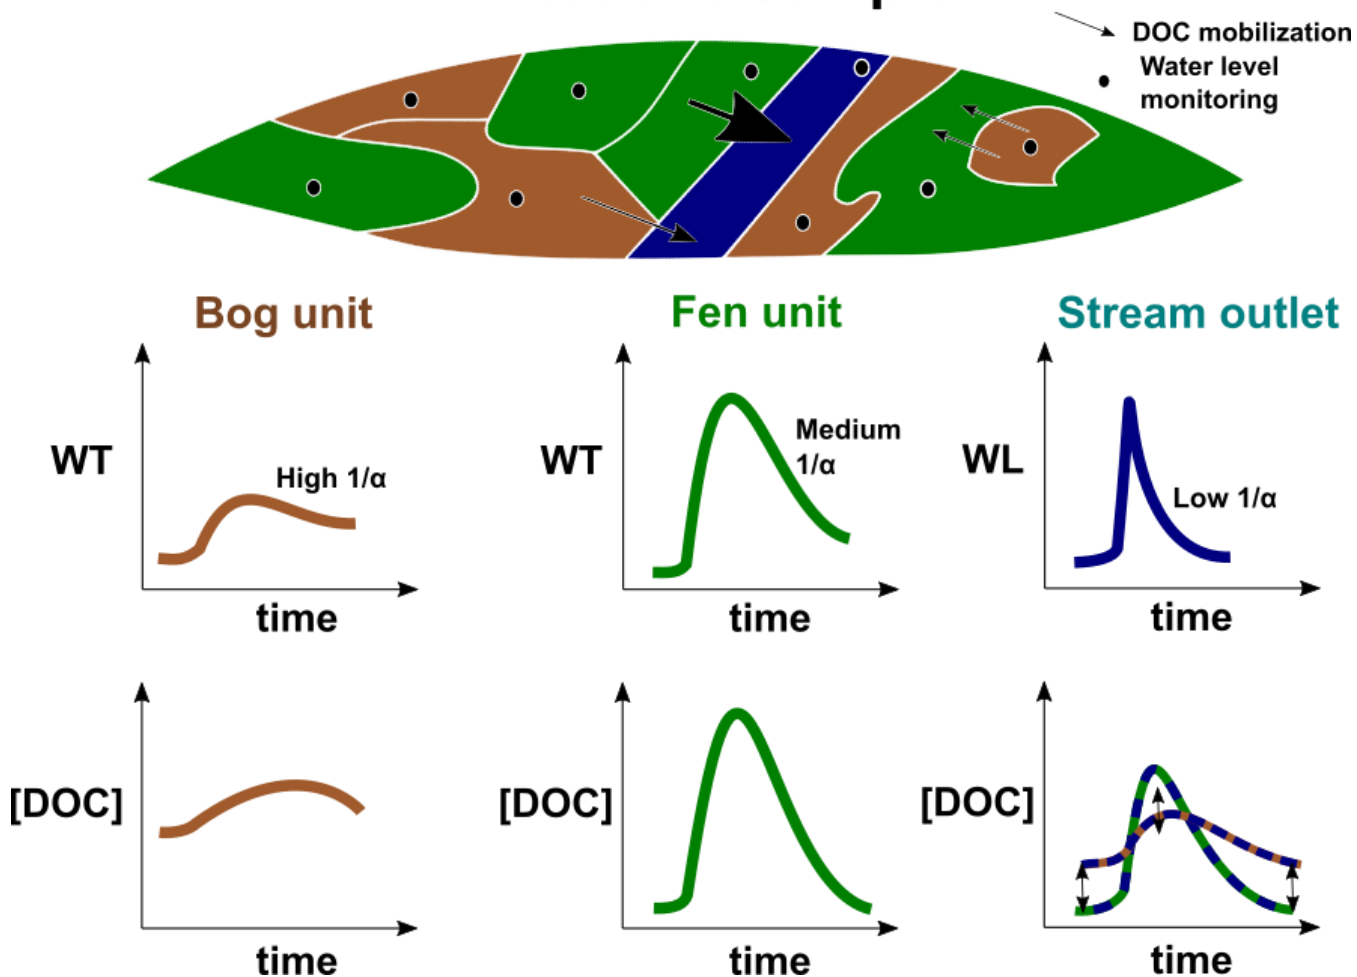 DOC mobilization
Water level
monitoring
Bog unit
Fen unit
Stream outlet
WT
High 1/α
time
WT
Medium
1/α
time
WL
Low 1/α
time
[DOC]
time
[DOC]
time
[DOC]
time